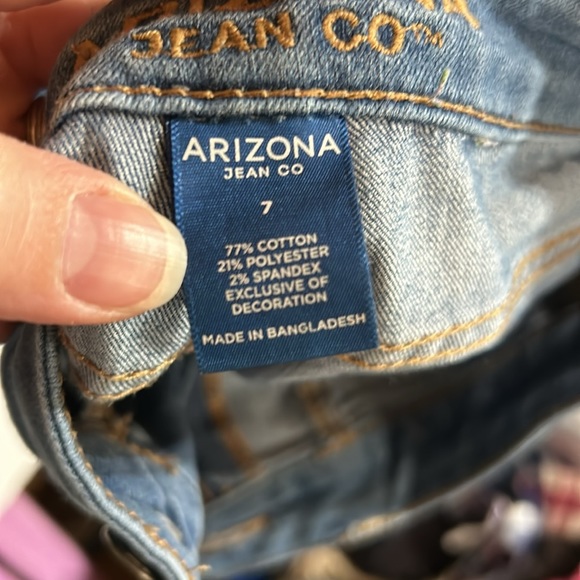 JEAN CO™
ARIZONA
JEAN CO
7
77% COTTON
21% POLYESTER
2% SPANDEX
EXCLUSIVE OF
DECORATION
MADE IN BANGLADESH